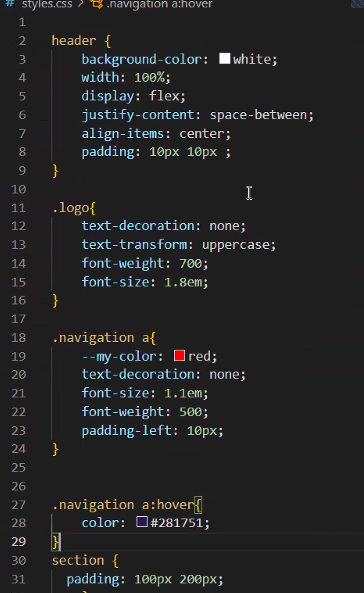 # styles.css > .navigation a:hover
1
2 header {
3 background-color: white;
4 width: 100%;
5 display: flex;
6 justify-content: space-between;
7 align-items: center;
8 padding: 10px 10px ;
9 }
10
11 .logo{
12 text-decoration: none;
13 text-transform: uppercase;
14 font-weight: 700;
15 font-size: 1.8em;
16 }
17
18 .navigation a{
19 --my-color: red;
20 text-decoration: none;
21 font-size: 1.1em;
22 font-weight: 500;
23 padding-left: 10px;
24 }
25
26
27 .navigation a:hover{
28 color: #281751;
29 }
30 section {
31 padding: 100px 200px;
}